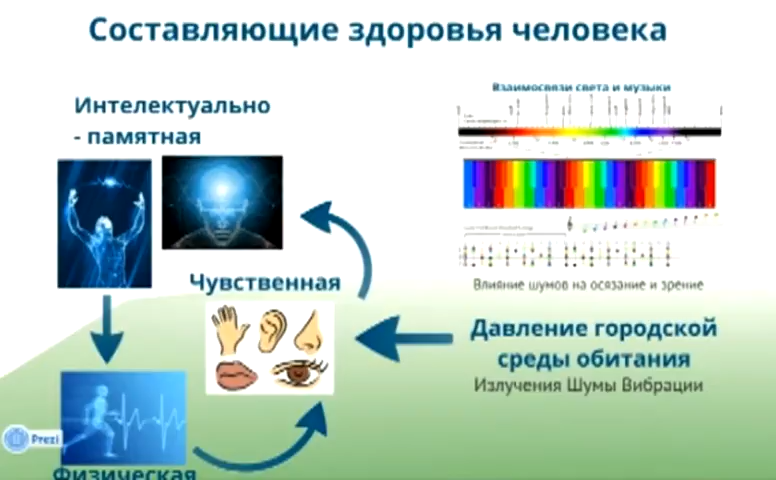 Составляющие здоровья человека
Интелектуально
- памятная
Взаимосвязи света и музыки
Чувственная
Влияние шумов на осязание и зрение
Давление городской
среды обитания
Излучения Шумы Вибрации
Prezi
Физическая